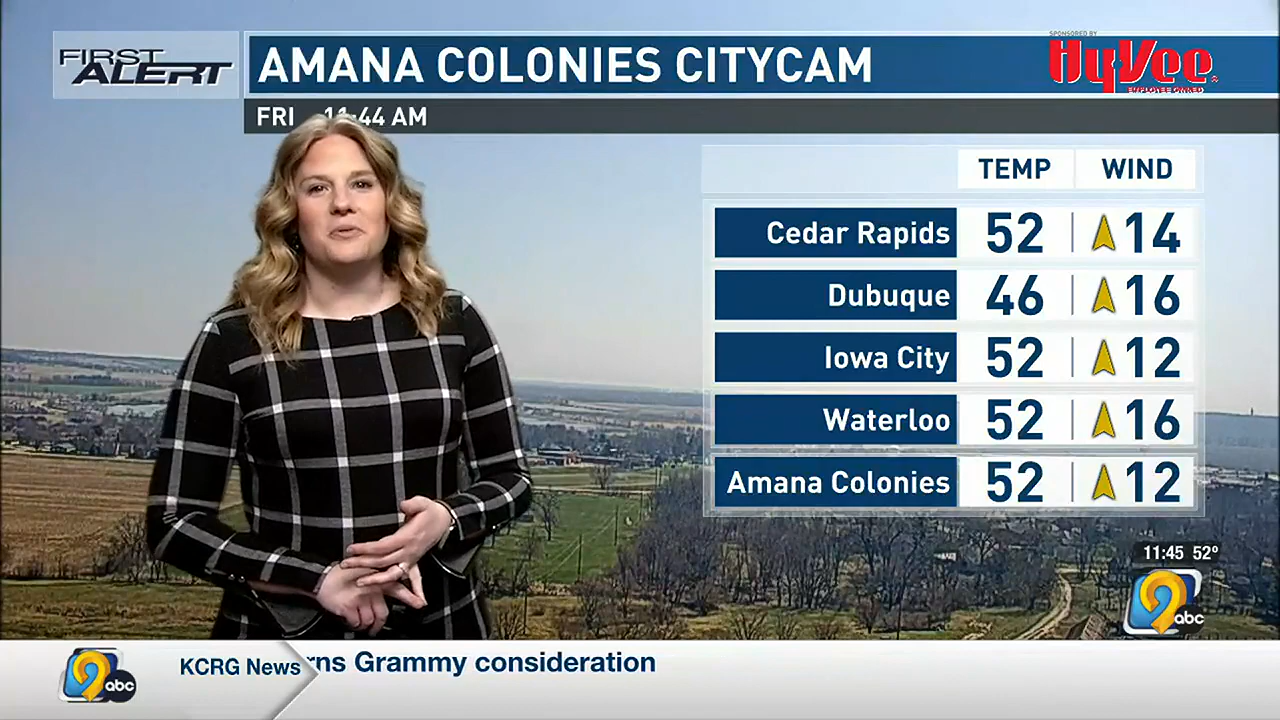 SPONSORED BY
FIRST ALERT
AMANA COLONIES CITYCAM
HyVee
EMPLOYEE OWNED
FRI 11:44 AM
TEMP WIND
Cedar Rapids 52 14
Dubuque 46 16
Iowa City 52 12
Waterloo 52 16
Amana Colonies 52 12
11:45 52º
9 abc
9 abc
KCRG News
rns Grammy consideration